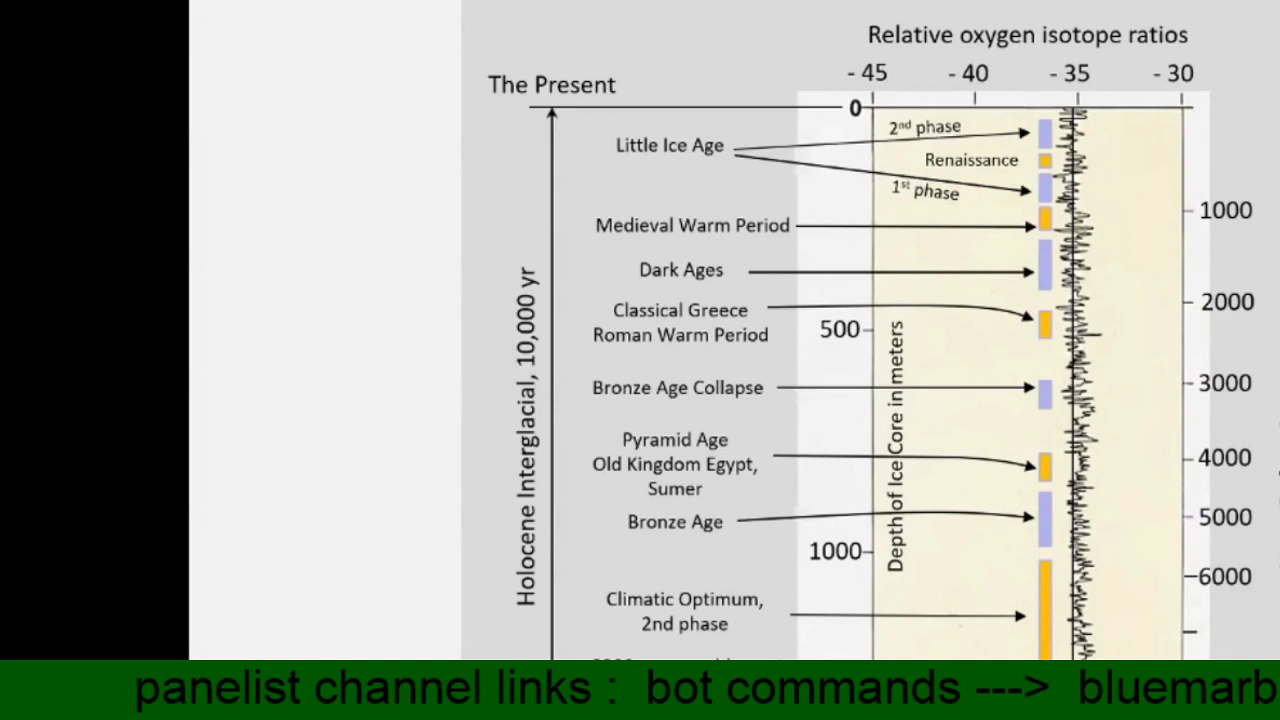 Relative oxygen isotope ratios
- 45 - 40 - 35 - 30
The Present
0
2nd phase
Little Ice Age
Renaissance
1st phase
1000
Medieval Warm Period
Dark Ages
2000
Classical Greece
Roman Warm Period
500
3000
Bronze Age Collapse
Pyramid Age
Old Kingdom Egypt,
Sumer
4000
Bronze Age
5000
1000
6000
Climatic Optimum,
2nd phase
Holocene Interglacial, 10,000 yr
Depth of Ice Core in meters
panelist channel links : bot commands ---> bluemarb